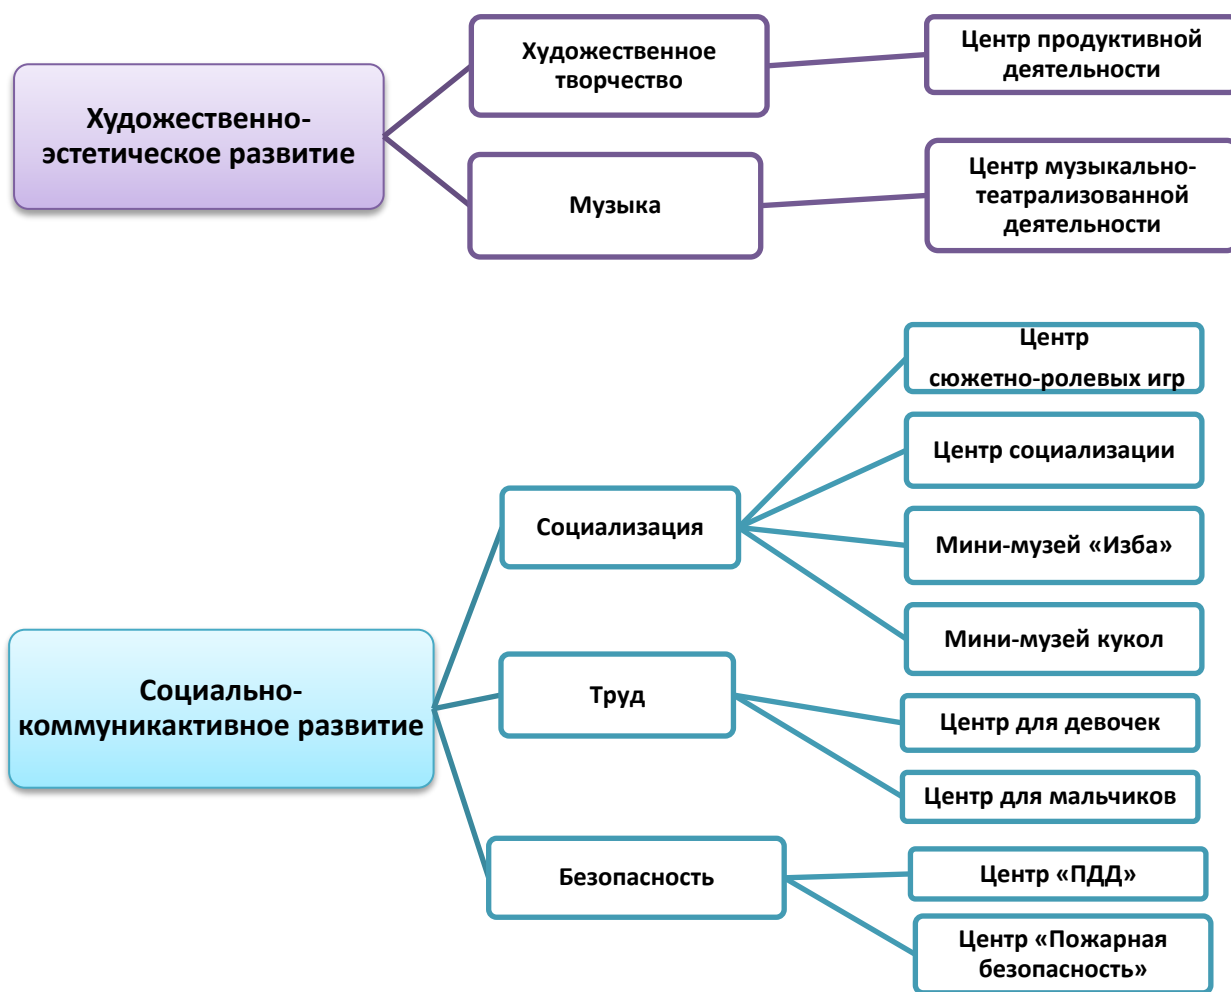 Художественно-
эстетическое развитие
Художественное
творчество
Центр продуктивной
деятельности
Музыка
Центр музыкально-
театрализованной
деятельности
Социально-
коммуникактивное развитие
Социализация
Центр
сюжетно-ролевых игр
Центр социализации
Мини-музей «Изба»
Мини-музей кукол
Труд
Центр для девочек
Центр для мальчиков
Безопасность
Центр «ПДД»
Центр «Пожарная
безопасность»